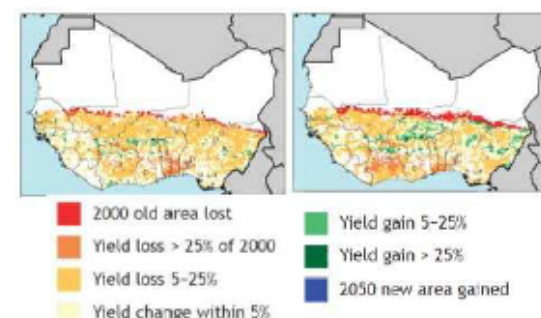 2000 old area lost
Yield loss > 25% of 2000
Yield loss 5-25%
Yield change within 5%
Yield gain 5-25%
Yield gain > 25%
2050 new area gained